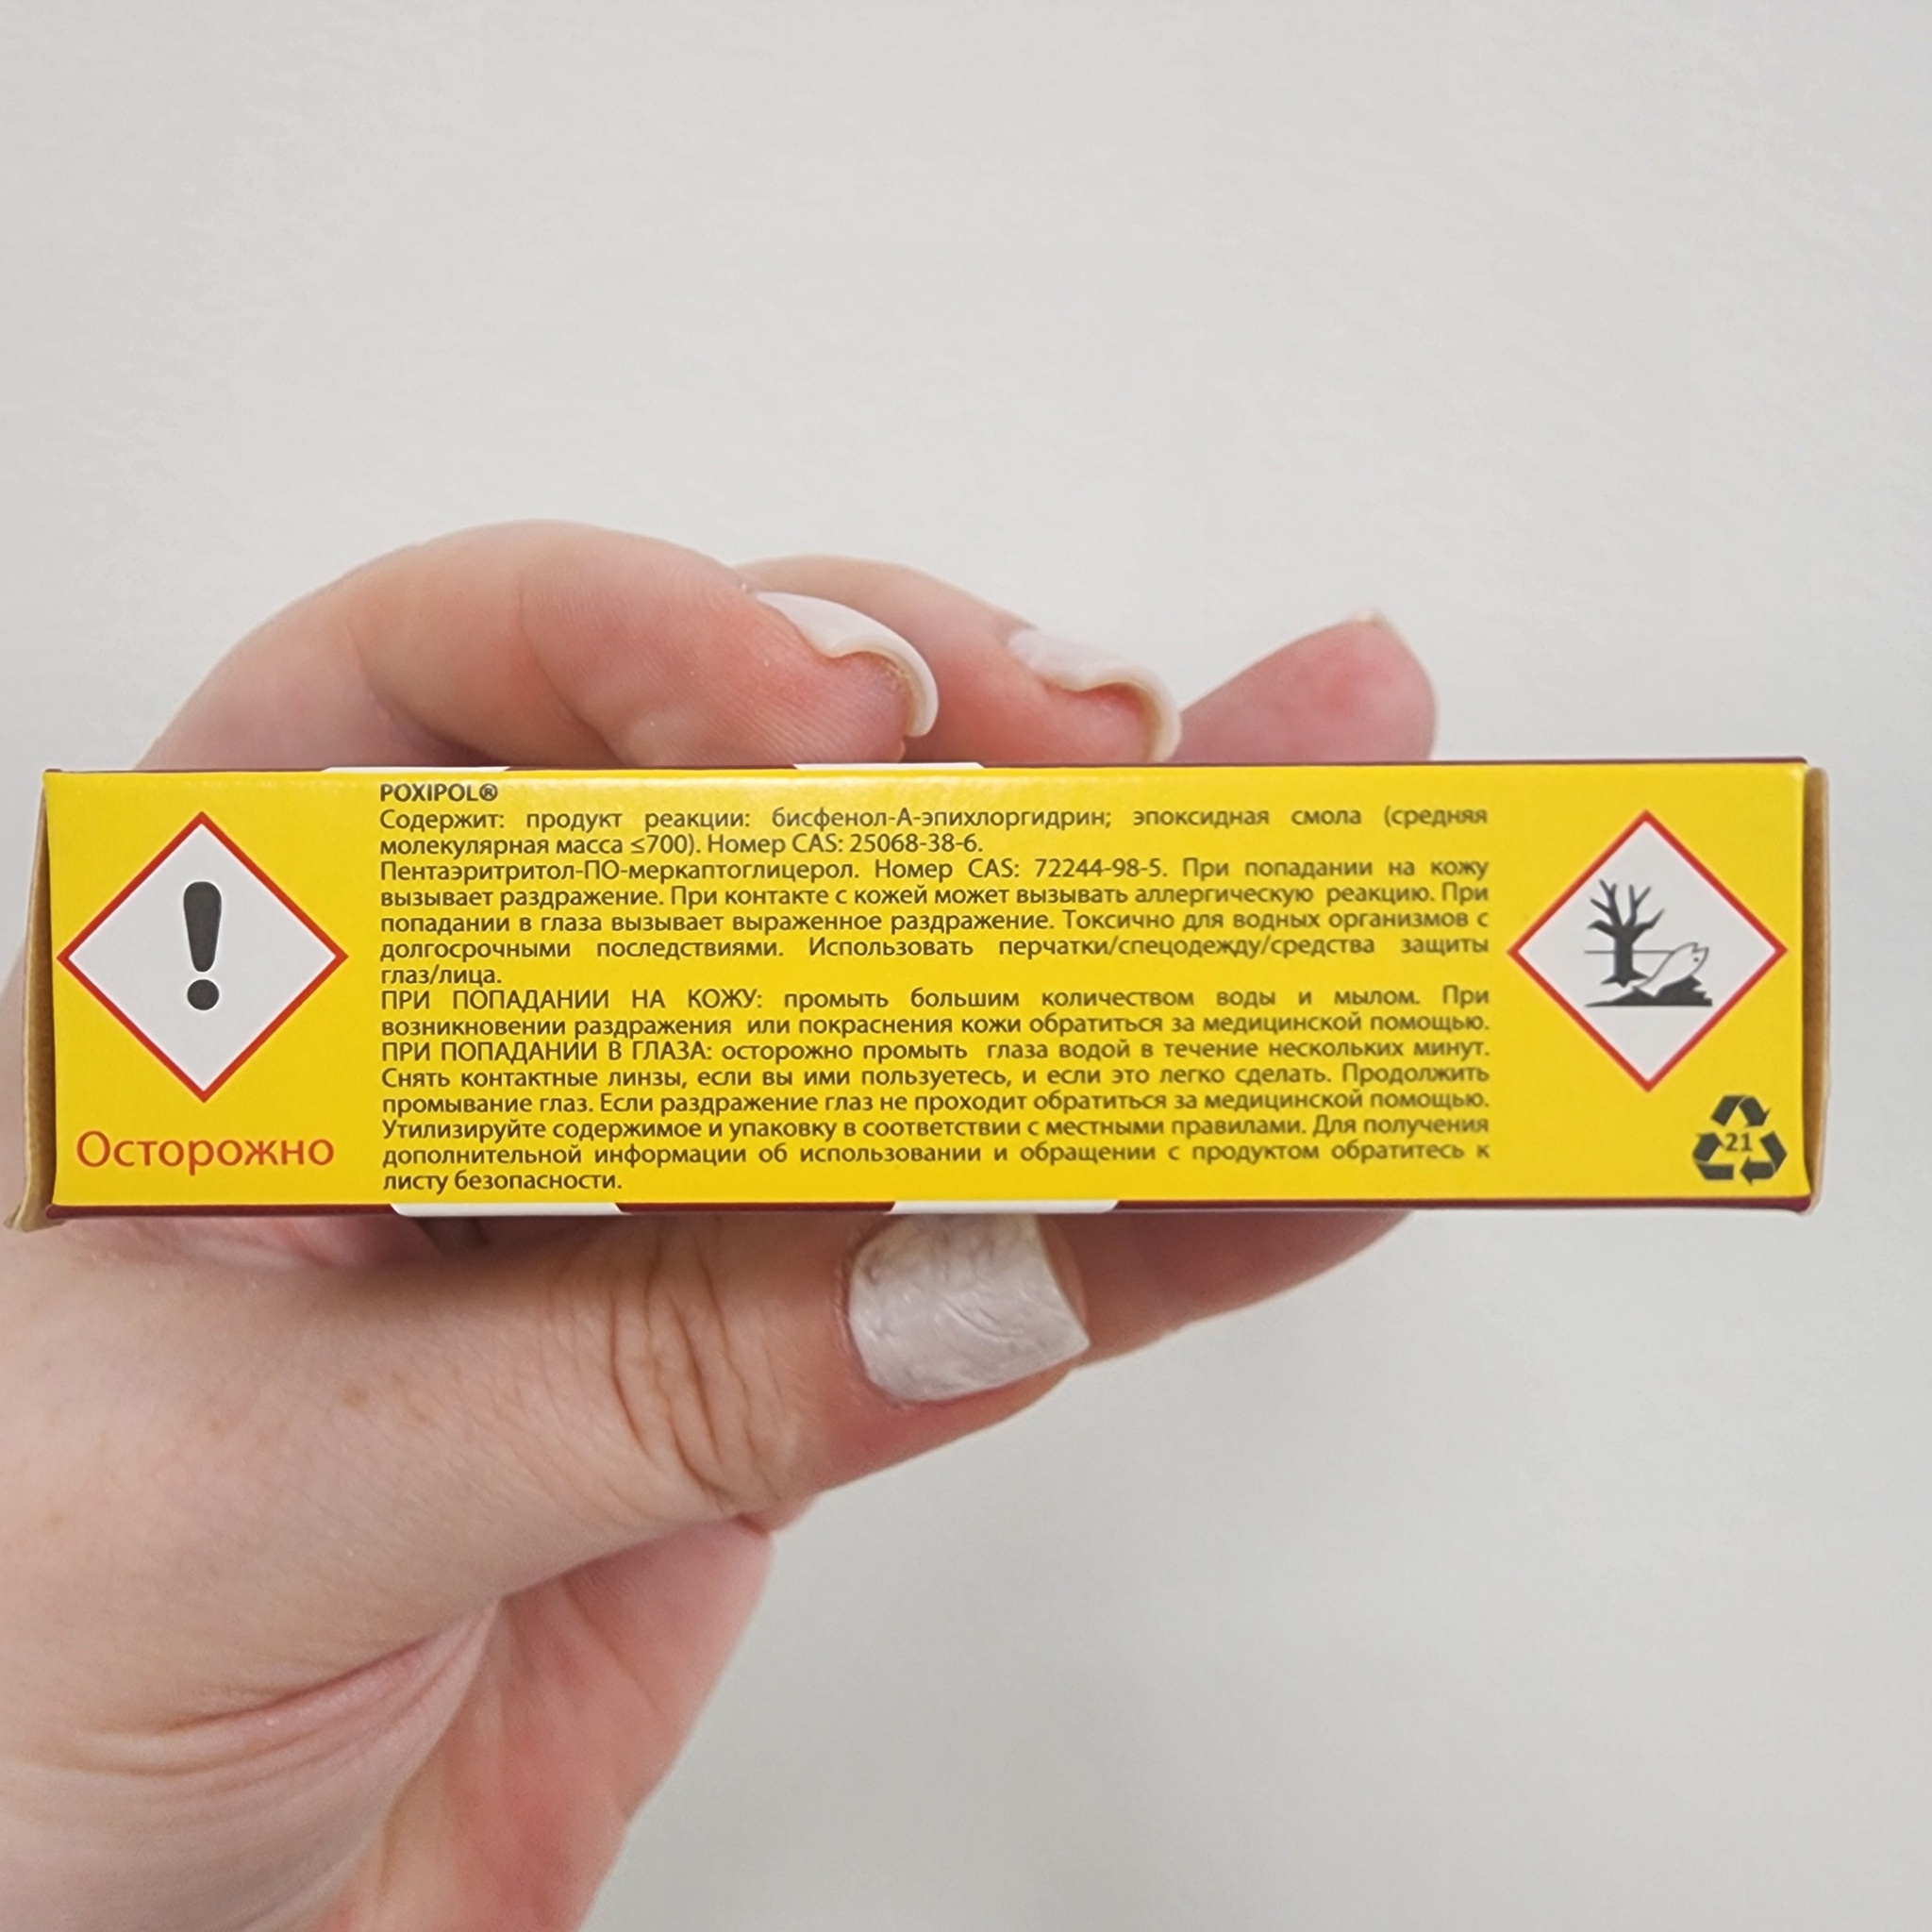 POXIPOL®
Содержит: продукт реакции: бисфенол-А-эпихлоргидрин; эпоксидная смола (средняя
молекулярная масса ≤700). Номер CAS: 25068-38-6.
Пентаэритритол-ПО-меркаптоглицерол. Номер CAS: 72244-98-5. При попадании на кожу
вызывает раздражение. При контакте с кожей может вызывать аллергическую реакцию. При
попадании в глаза вызывает выраженное раздражение. Токсично для водных организмов с
долгосрочными последствиями. Использовать перчатки/спецодежду/средства защиты
глаз/лица.
ПРИ ПОПАДАНИИ НА КОЖУ: промыть большим количеством воды и мылом. При
возникновении раздражения или покраснения кожи обратиться за медицинской помощью.
ПРИ ПОПАДАНИИ В ГЛАЗА: осторожно промыть глаза водой в течение нескольких минут.
Снять контактные линзы, если вы ими пользуетесь, и если это легко сделать. Продолжить
промывание глаз. Если раздражение глаз не проходит обратиться за медицинской помощью.
Утилизируйте содержимое и упаковку в соответствии с местными правилами. Для получения
дополнительной информации об использовании и обращении с продуктом обратитесь к
листу безопасности.
Осторожно
21